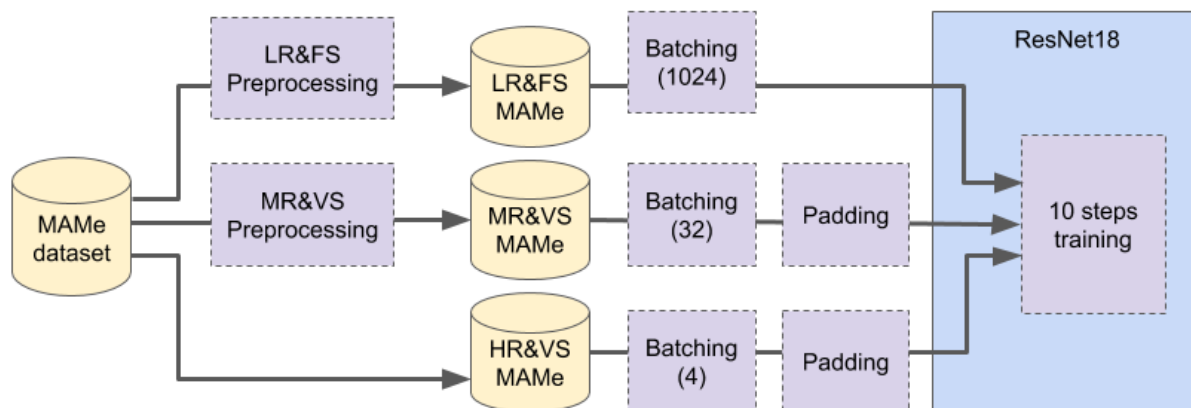 LR&FS
Preprocessing
LR&FS
MAMe
Batching
(1024)
ResNet18
MAMe
dataset
MR&VS
Preprocessing
MR&VS
MAMe
Batching
(32)
Padding
10 steps
training
HR&VS
MAMe
Batching
(4)
Padding